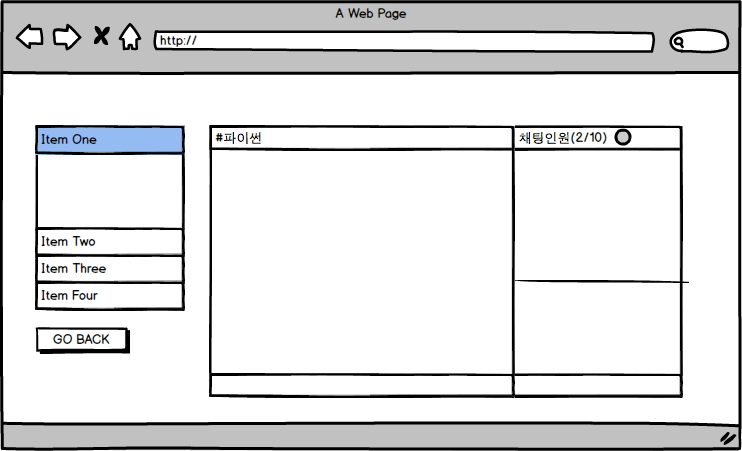 A Web Page
http://
Item One
Item Two
Item Three
Item Four
GO BACK
#파이썬
채팅인원(2/10)